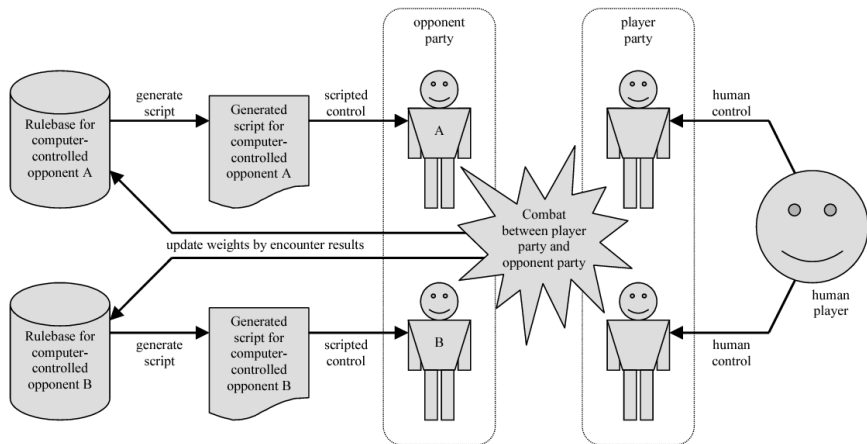 opponent
party
player
party
generate
script
scripted
control
human
control
Rulebase for
computer-
controlled
opponent A
Generated
script for
computer-
controlled
opponent A
A
Combat
between player
party and
opponent party
update weights by encounter results
human
player
Rulebase for
computer-
controlled
opponent B
generate
script
Generated
script for
computer-
controlled
opponent B
scripted
control
B
human
control